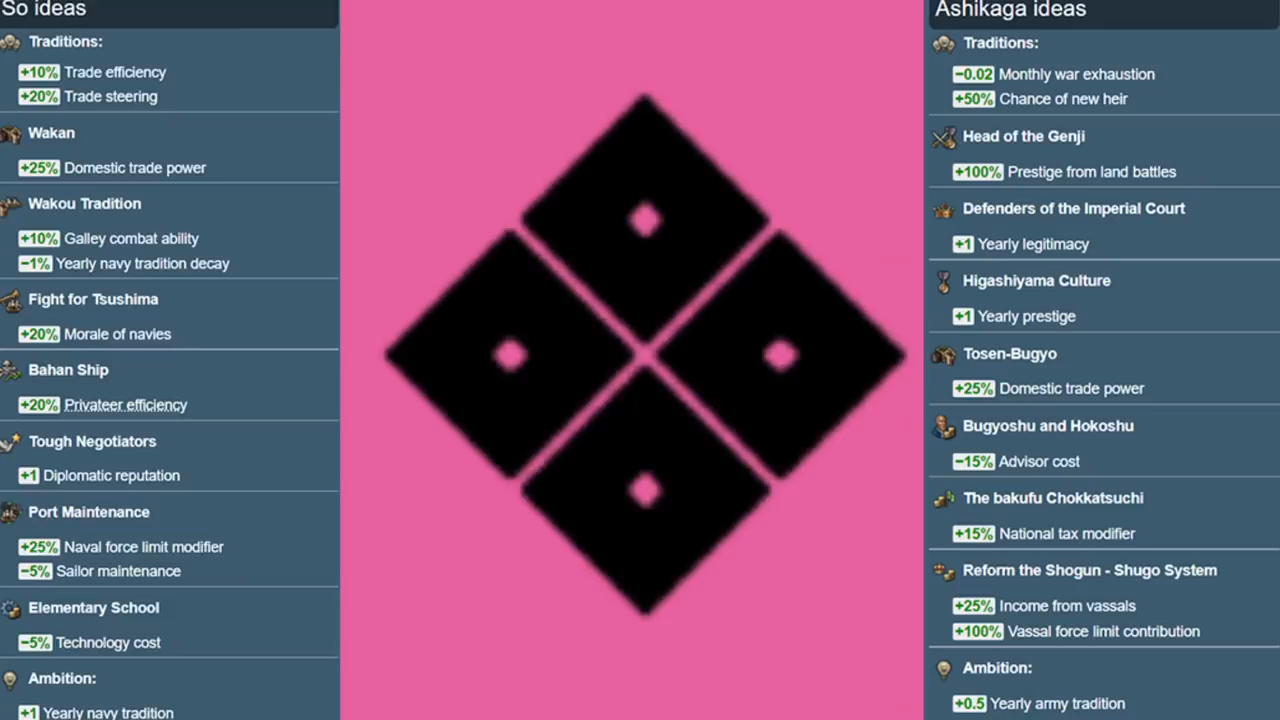 So ideas
Traditions:
+10% Trade efficiency
+20% Trade steering
Wakan
+25% Domestic trade power
Wakou Tradition
+10% Galley combat ability
−1% Yearly navy tradition decay
Fight for Tsushima
+20% Morale of navies
Bahan Ship
+20% Privateer efficiency
Tough Negotiators
+1 Diplomatic reputation
Port Maintenance
+25% Naval force limit modifier
−5% Sailor maintenance
Elementary School
−5% Technology cost
Ambition:
+1 Yearly navy tradition
Ashikaga ideas
Traditions:
−0.02 Monthly war exhaustion
+50% Chance of new heir
Head of the Genji
+100% Prestige from land battles
Defenders of the Imperial Court
+1 Yearly legitimacy
Higashiyama Culture
+1 Yearly prestige
Tosen-Bugyo
+25% Domestic trade power
Bugyoshu and Hokoshu
−15% Advisor cost
The bakufu Chokkatsuchi
+15% National tax modifier
Reform the Shogun - Shugo System
+25% Income from vassals
+100% Vassal force limit contribution
Ambition:
+0.5 Yearly army tradition